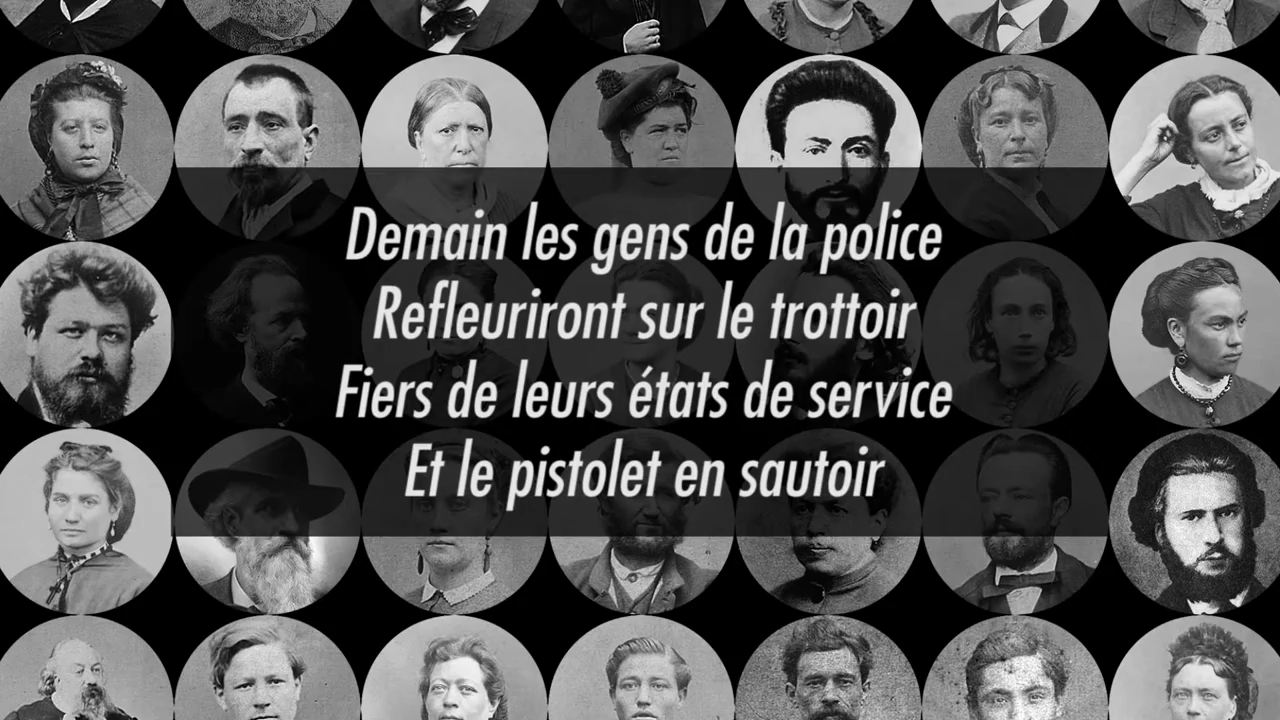 Demain les gens de la police
Refleuriront sur le trottoir
Fiers de leurs états de service
Et le pistolet en sautoir